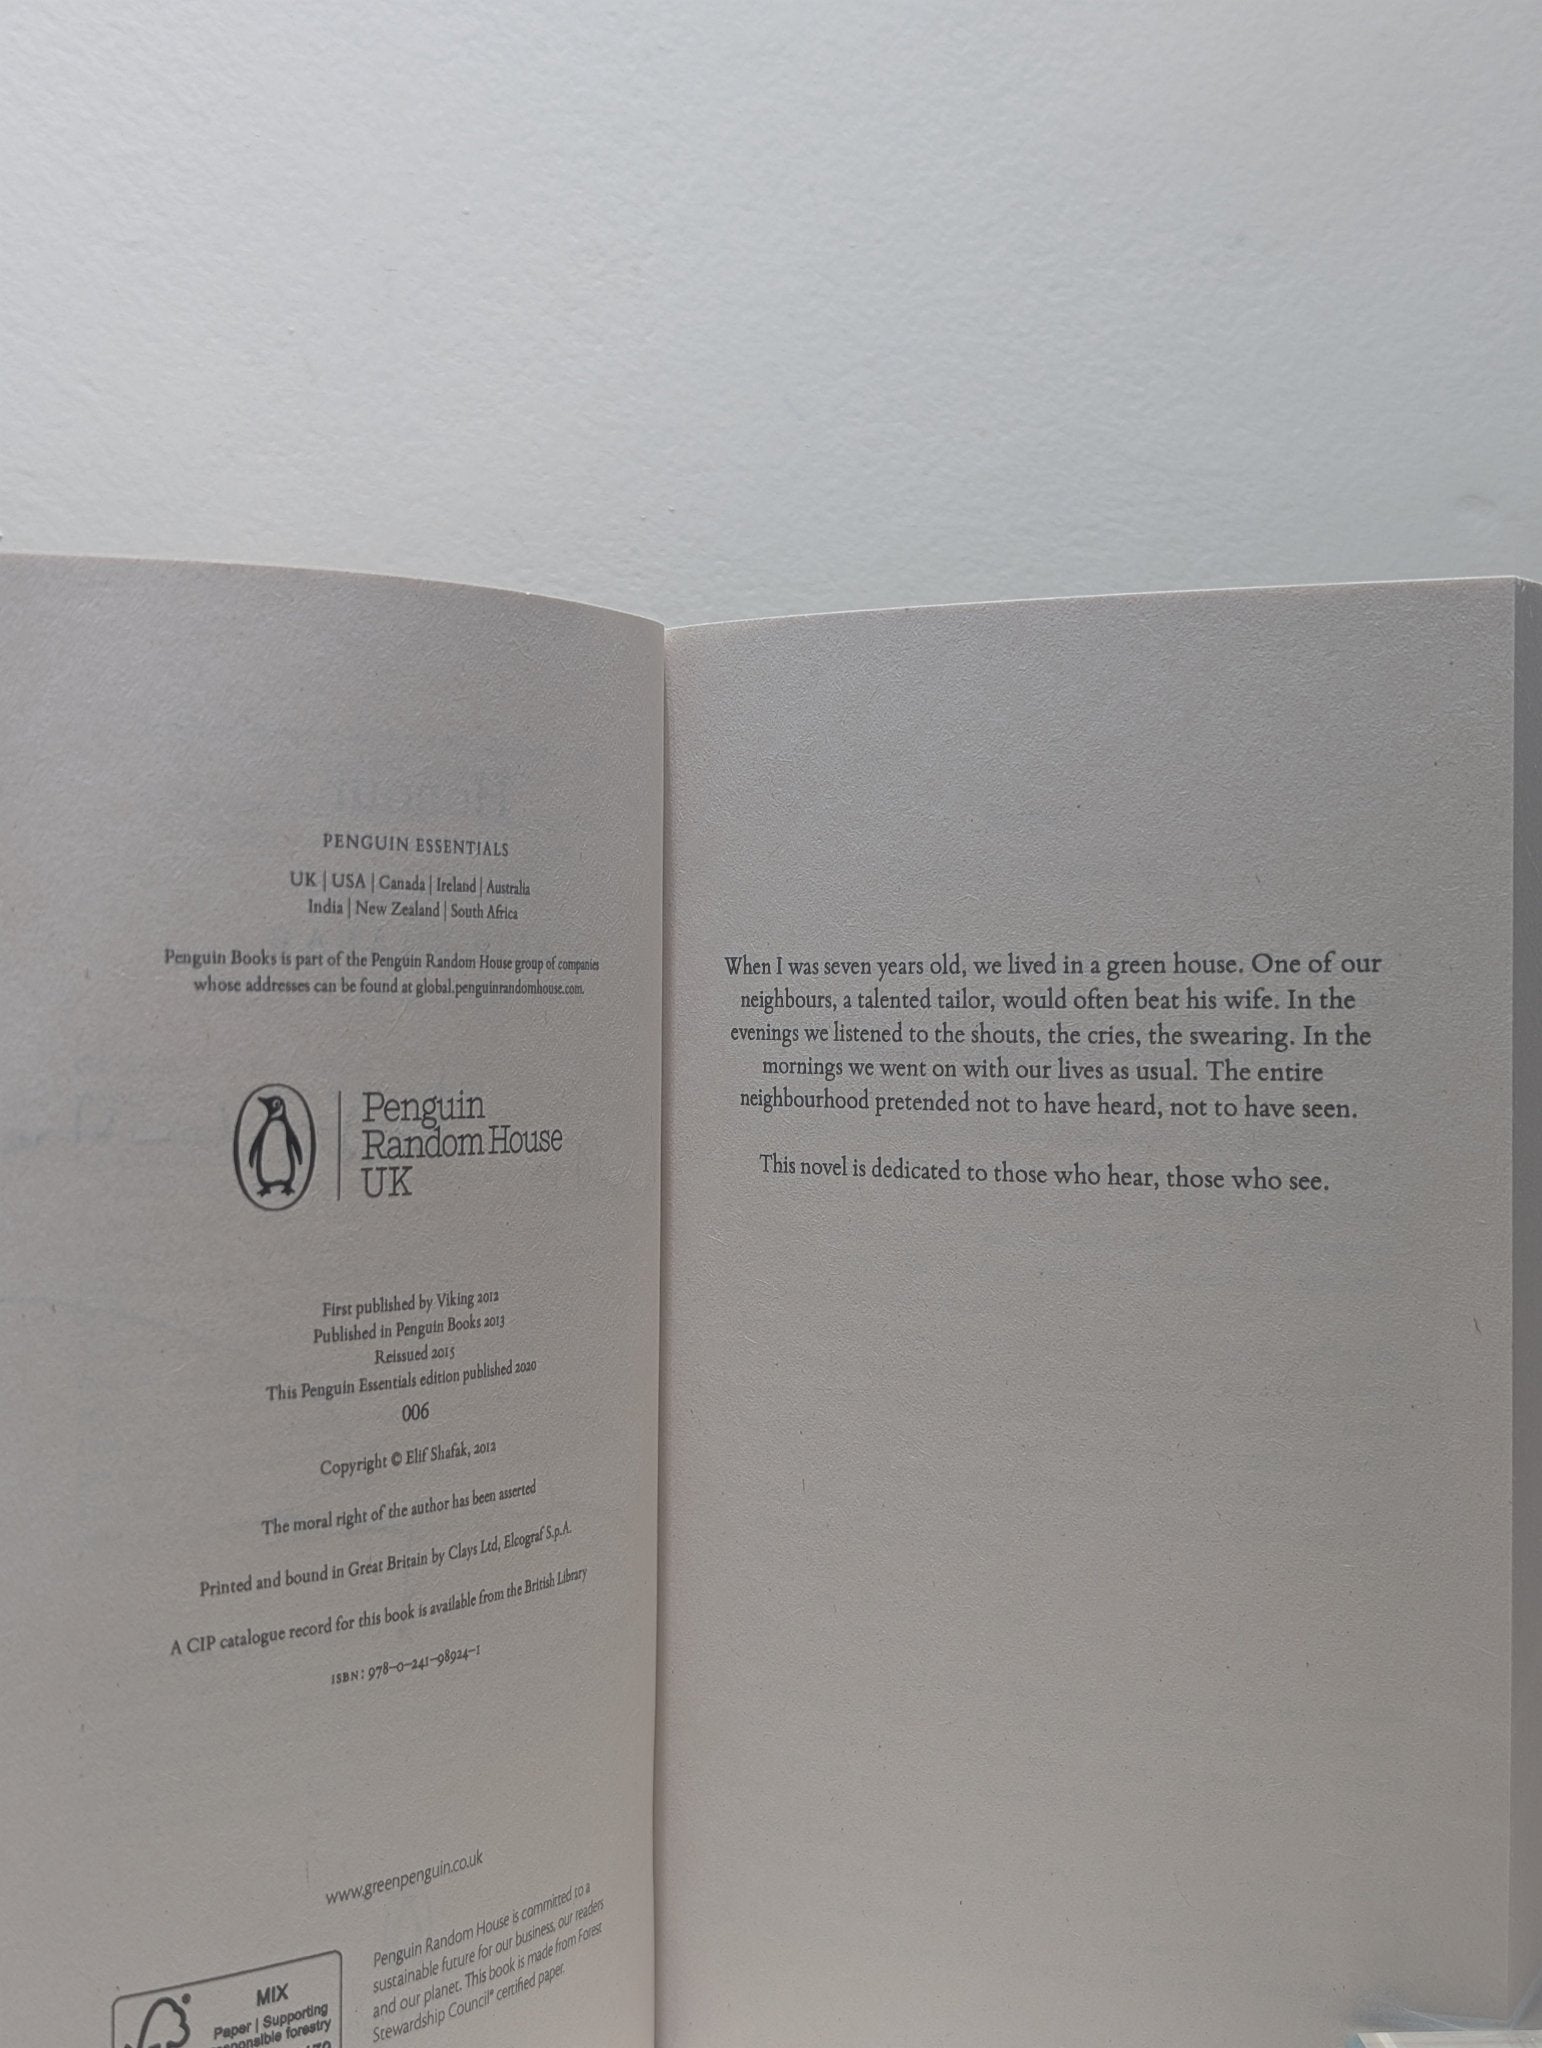 PENGUIN ESSENTIALS
UK | USA | Canada | Ireland | Australia
India | New Zealand | South Africa
Penguin Books is part of the Penguin Random House group of companies
whose addresses can be found at global.penguinrandomhouse.com.
Penguin
Random House
UK
First published by Viking 2012
Published in Penguin Books 2013
Reissued 2015
This Penguin Essentials edition published 2020
006
Copyright © Elif Shafak, 2012
The moral right of the author has been asserted
Printed and bound in Great Britain by Clays Ltd, Elcograf S.p.A.
A CIP catalogue record for this book is available from the British Library
ISBN: 978-0-241-98924-1
www.greenpenguin.co.uk
MIX
Paper | Supporting
responsible forestry
Penguin Random House is committed to a
sustainable future for our business, our readers
and our planet. This book is made from Forest
Stewardship Council® certified paper.
When I was seven years old, we lived in a green house. One of our
neighbours, a talented tailor, would often beat his wife. In the
evenings we listened to the shouts, the cries, the swearing. In the
mornings we went on with our lives as usual. The entire
neighbourhood pretended not to have heard, not to have seen.
This novel is dedicated to those who hear, those who see.